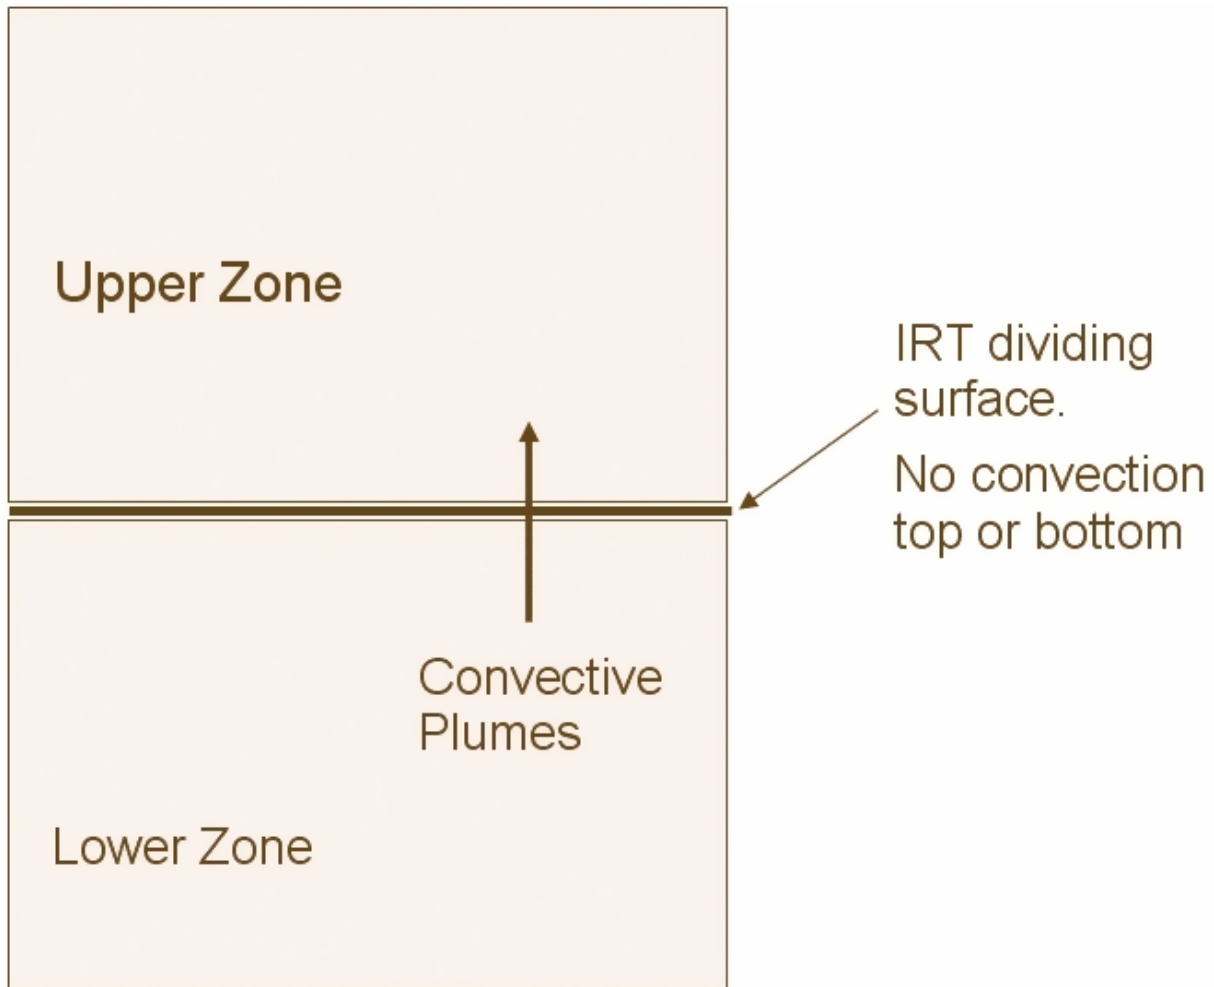 Upper Zone
IRT dividing
surface.
No convection
top or bottom
Convective
Plumes
Lower Zone